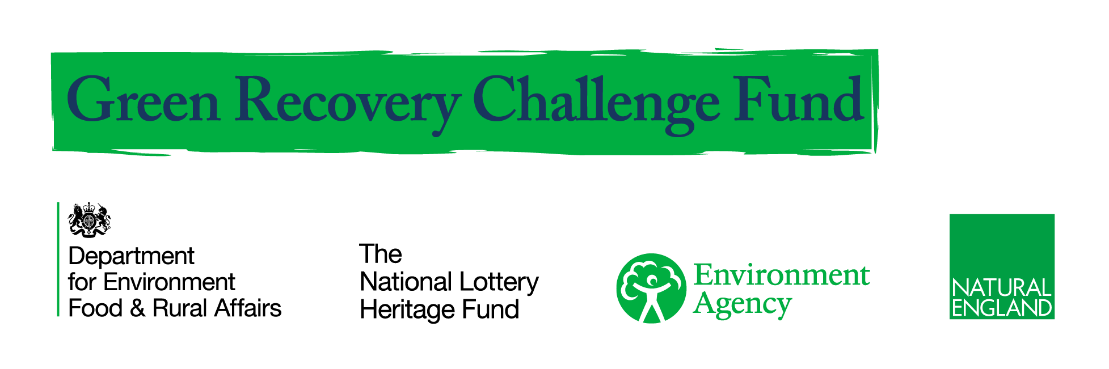 Green Recovery Challenge Fund
Department
for Environment
Food & Rural Affairs
The
National Lottery
Heritage Fund
Environment
Agency
NATURAL
ENGLAND